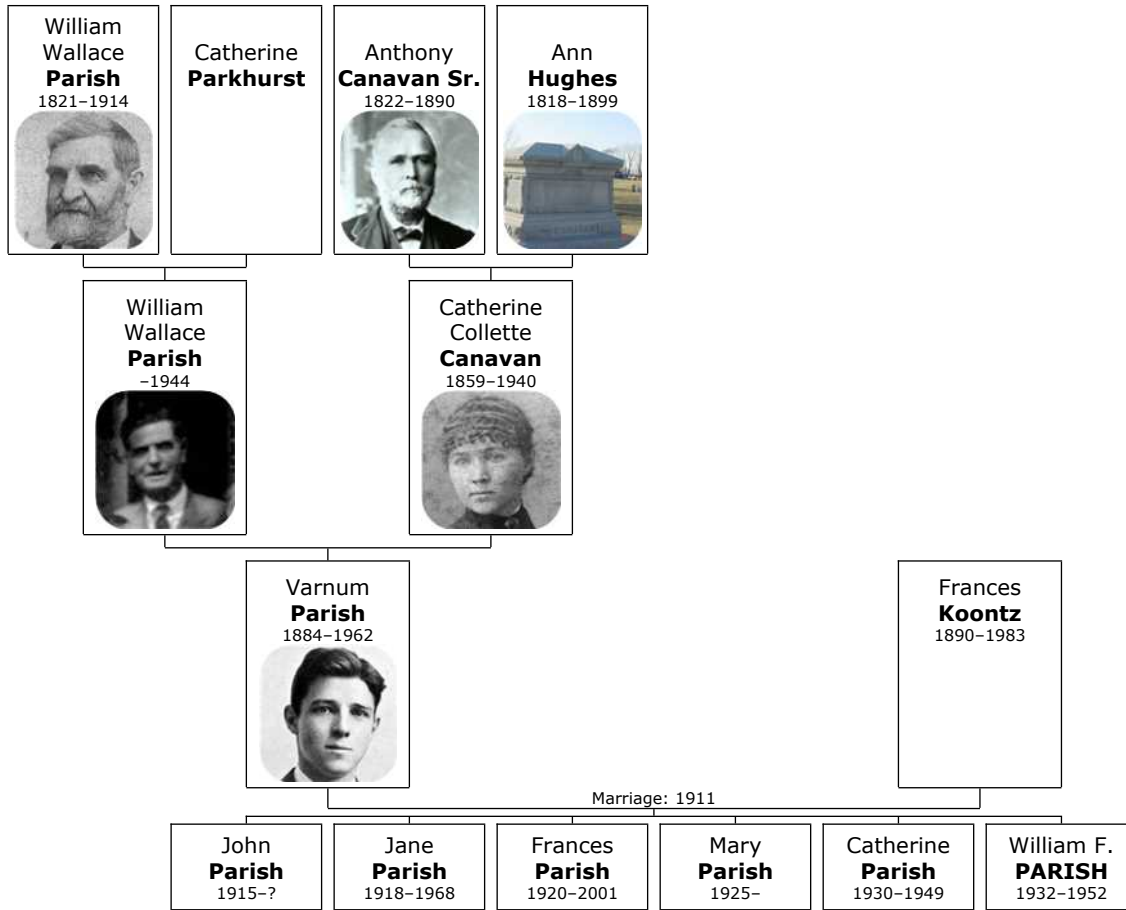 William
Wallace
Parish
1821–1914
Catherine
Parkhurst
Anthony
Canavan Sr.
1822–1890
Ann
Hughes
1818–1899
William
Wallace
Parish
–1944
Catherine
Collette
Canavan
1859–1940
Varnum
Parish
1884–1962
Frances
Koontz
1890–1983
Marriage: 1911
John
Parish
1915–?
Jane
Parish
1918–1968
Frances
Parish
1920–2001
Mary
Parish
1925–
Catherine
Parish
1930–1949
William F.
PARISH
1932–1952